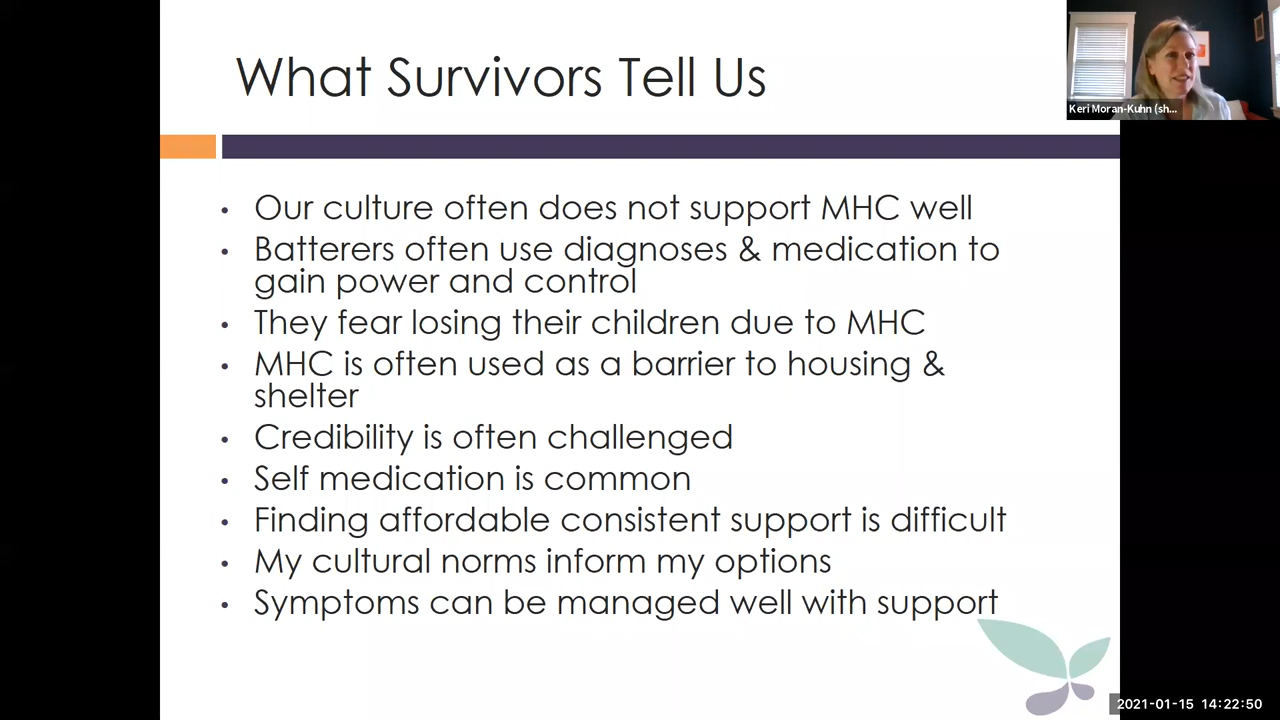 What Survivors Tell Us
Keri Moran-Kuhn (sh...
• Our culture often does not support MHC well
• Batterers often use diagnoses & medication to
gain power and control
• They fear losing their children due to MHC
• MHC is often used as a barrier to housing &
shelter
• Credibility is often challenged
• Self medication is common
• Finding affordable consistent support is difficult
• My cultural norms inform my options
• Symptoms can be managed well with support
2021-01-15 14:22:50